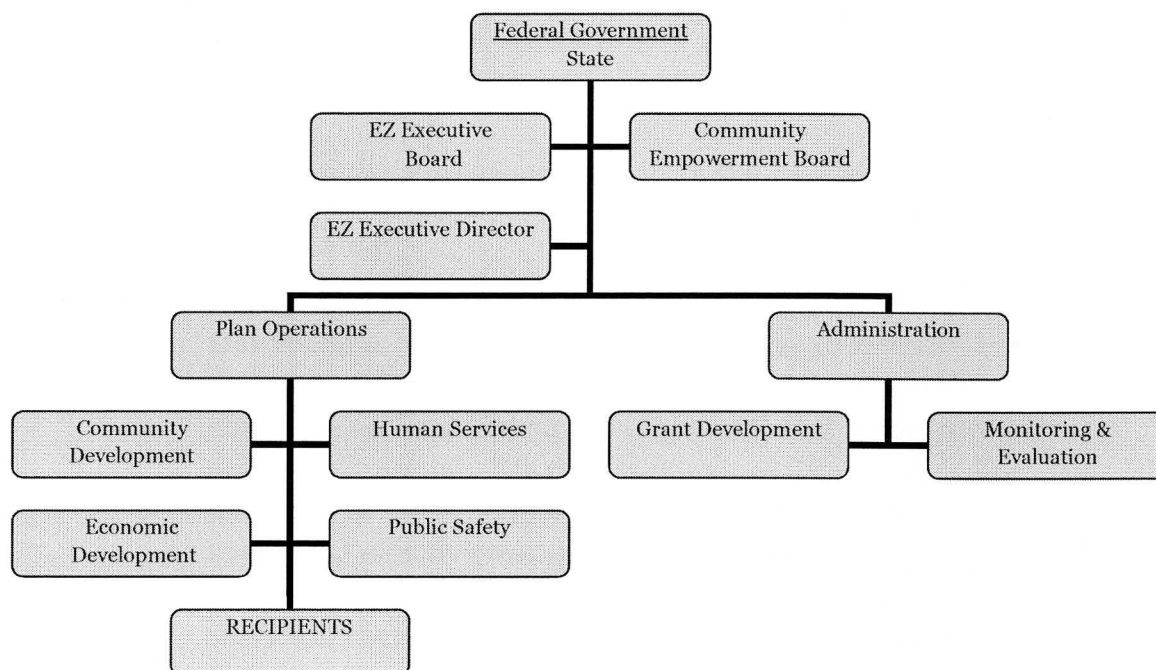 Federal Government
State
EZ Executive
Board
Community
Empowerment Board
EZ Executive Director
Plan Operations
Administration
Community
Development
Human Services
Grant Development
Monitoring &
Evaluation
Economic
Development
Public Safety
RECIPIENTS